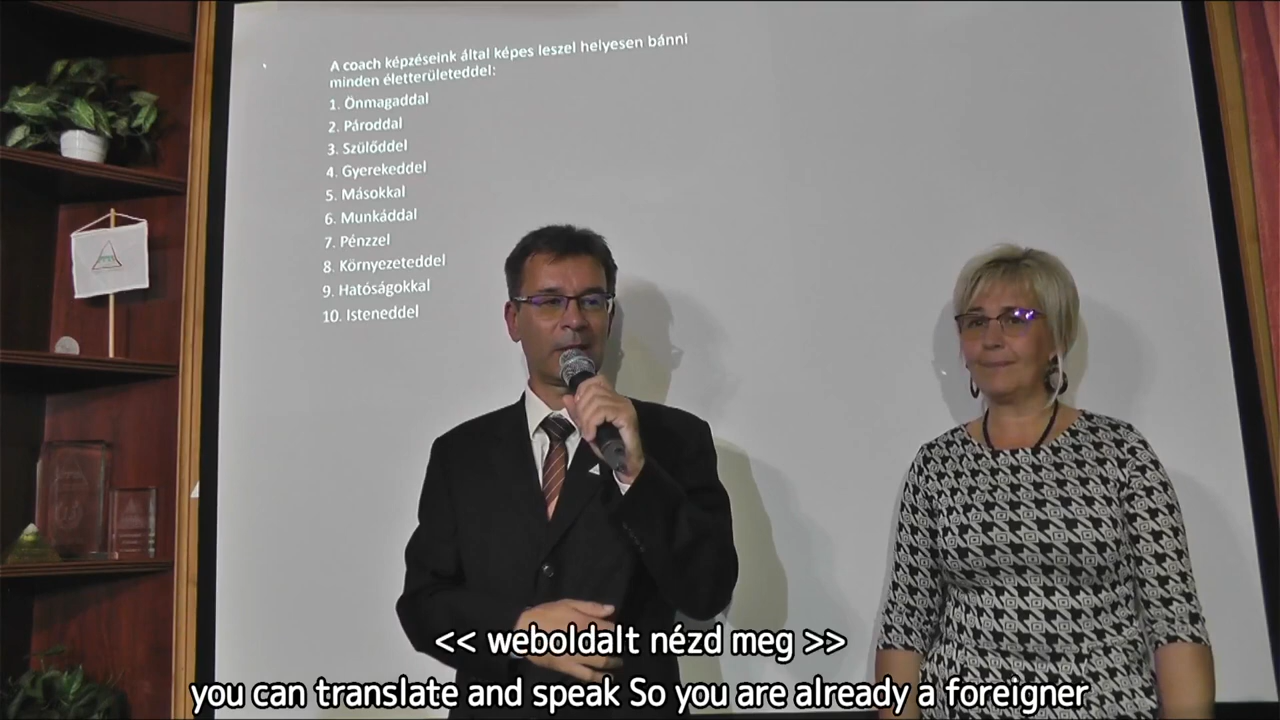 A coach képzéseink által képes leszel helyesen bánni
minden életterületeddel:
1. Önmagaddal
2. Pároddal
3. Szülőddel
4. Gyerekeddel
5. Másokkal
6. Munkáddal
7. Pénzzel
8. Környezeteddel
9. Hatóságokkal
10. Isteneddel
<< weboldalt nézd meg >>
you can translate and speak So you are already a foreigner